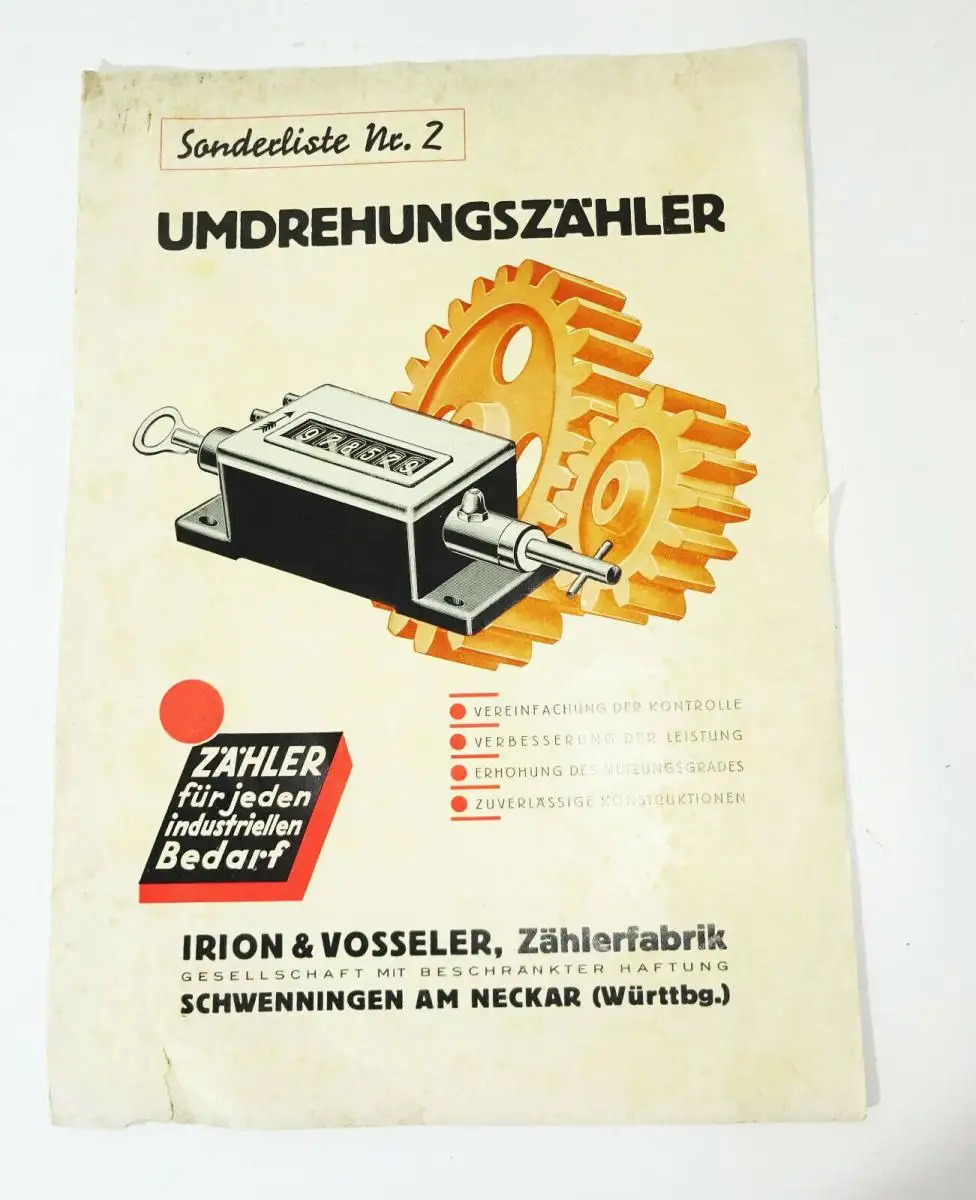 Sonderliste Nr. 2
UMDREHUNGSZÄHLER
978579
VEREINFACHUNG DER KONTROLLE
VERBESSERUNG DER LEISTUNG
ERHÖHUNG DES NUTZUNGSGRADES
ZUVERLÄSSIGE KONSTRUKTIONEN
ZÄHLER
für jeden
industriellen
Bedarf
IRION & VOSSELER, Zählerfabrik
GESELLSCHAFT MIT BESCHRÄNKTER HAFTUNG
SCHWENNINGEN AM NECKAR (Württbg.)